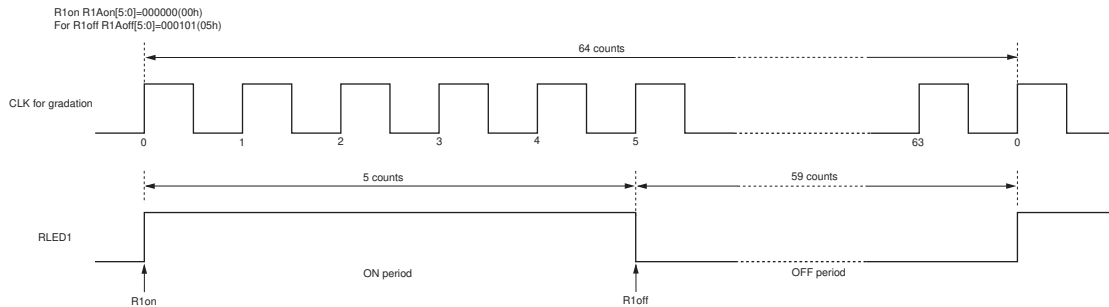 R1on R1Aon[5:0]=000000(00h)
For R1off R1Aoff[5:0]=000101(05h)
64 counts
CLK for gradation
0 1 2 3 4 5 63 0
5 counts 59 counts
RLED1
ON period OFF period
R1on R1off